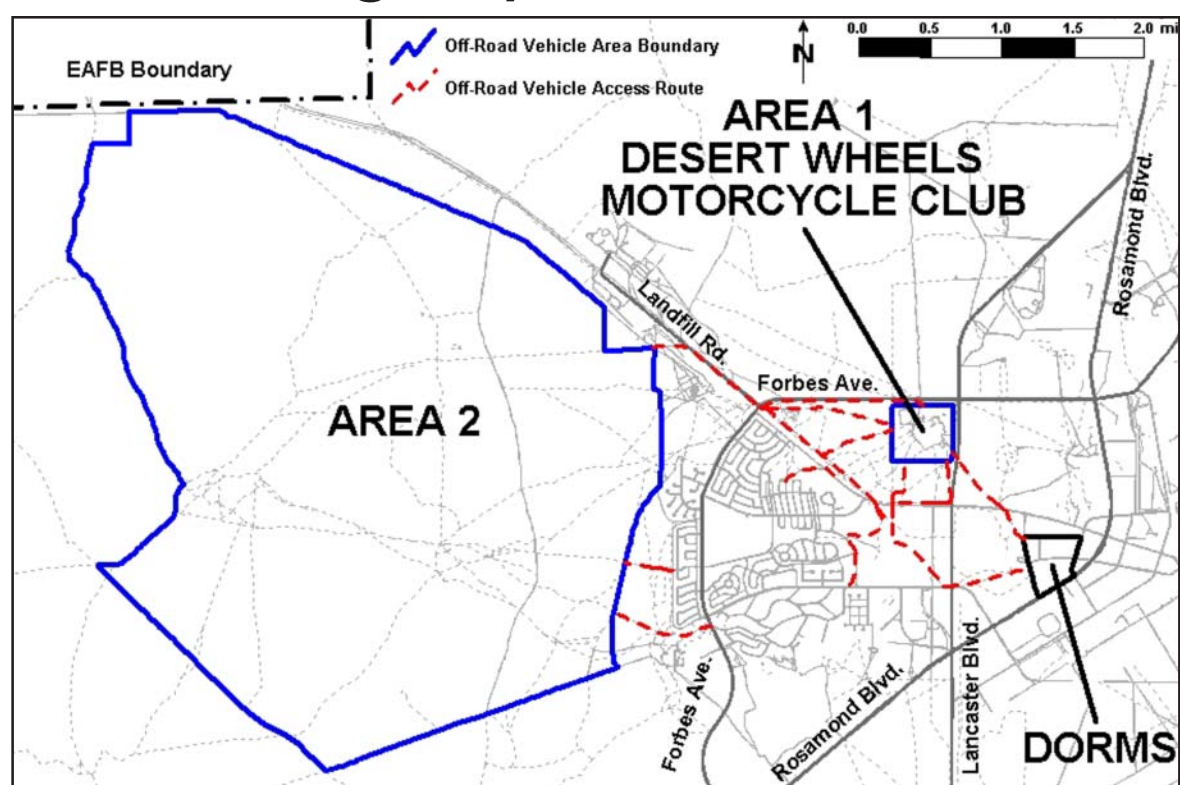 EAFB Boundary
Off-Road Vehicle Area Boundary
Off-Road Vehicle Access Route
N
0.0 0.5 1.0 1.5 2.0 mi
AREA 1
DESERT WHEELS
MOTORCYCLE CLUB
Rosamond Blvd.
Landfill Rd.
Forbes Ave.
AREA 2
Forbes Ave.
Rosamond Blvd.
Lancaster Blvd.
DORMS